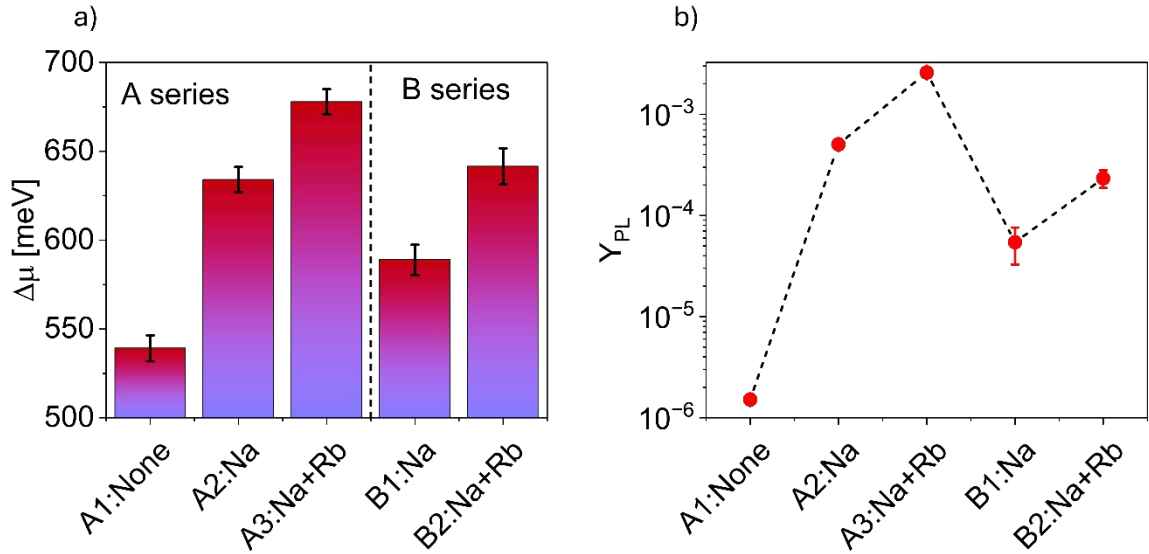 a)
Δμ [meV]
700
650
600
550
500
A series
B series
A1:None
A2:Na
A3:Na+Rb
B1:Na
B2:Na+Rb
b)
Y_PL
10⁻³
10⁻⁴
10⁻⁵
10⁻⁶
A1:None
A2:Na
A3:Na+Rb
B1:Na
B2:Na+Rb